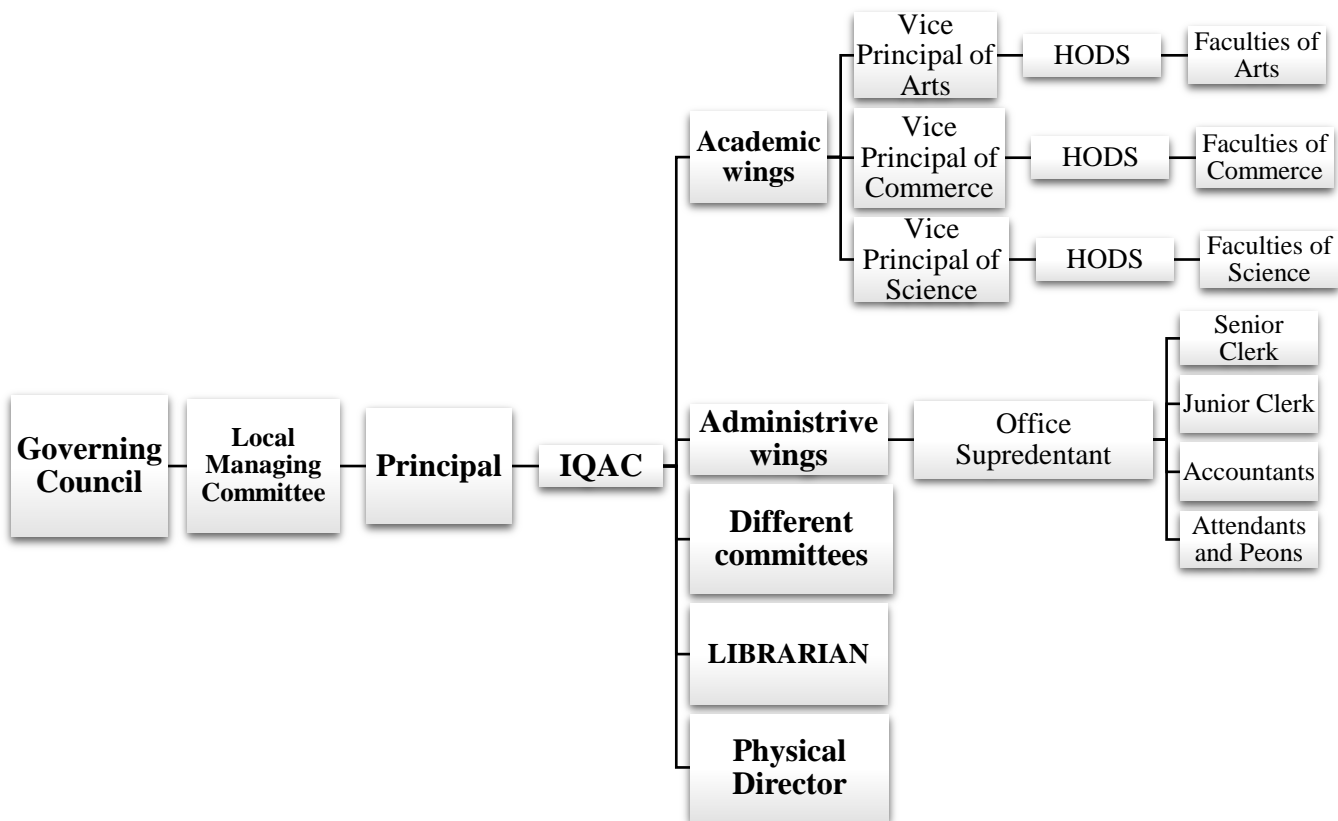 Governing
Council
Local
Managing
Committee
Principal
IQAC
Academic
wings
Vice
Principal of
Arts
HODS
Faculties of
Arts
Vice
Principal of
Commerce
HODS
Faculties of
Commerce
Vice
Principal of
Science
HODS
Faculties of
Science
Administrive
wings
Office
Supredentant
Senior
Clerk
Junior Clerk
Accountants
Attendants
and Peons
Different
committees
LIBRARIAN
Physical
Director